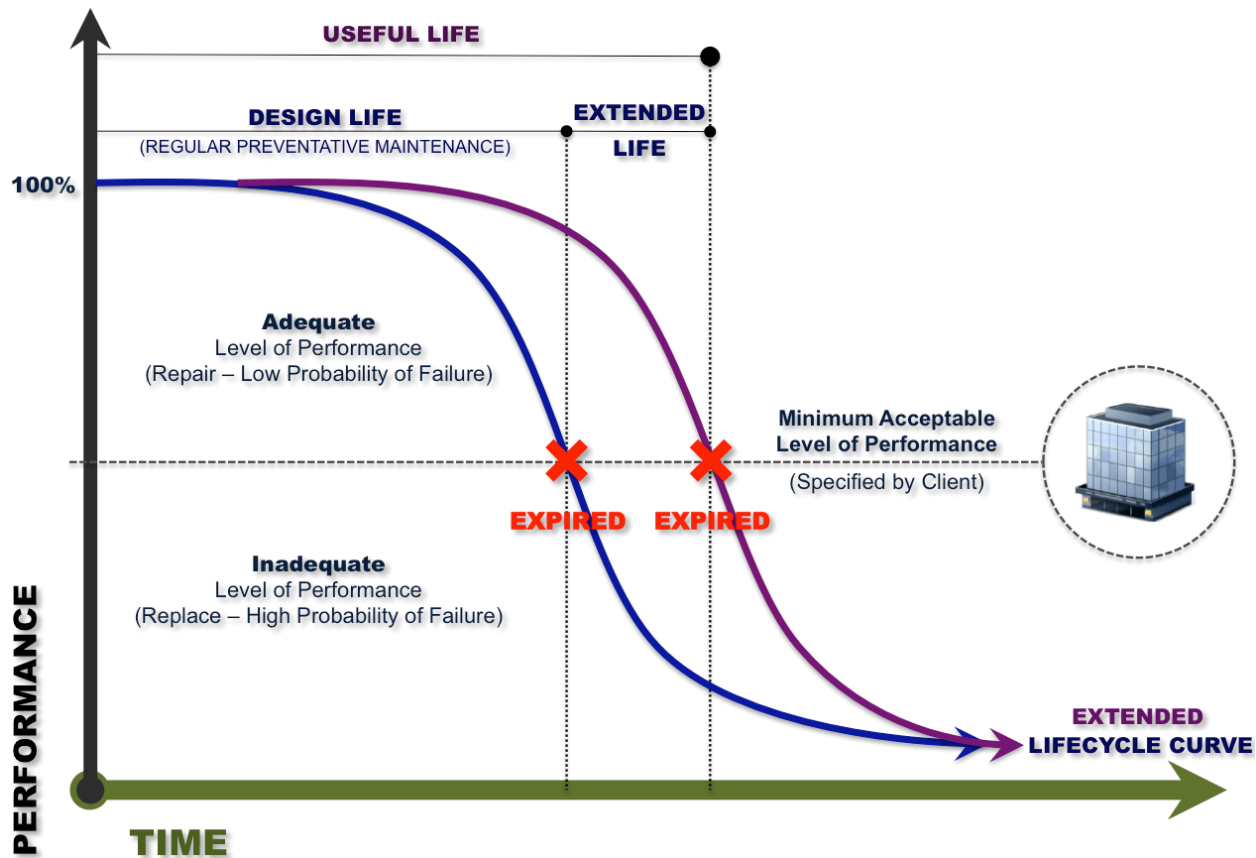 USEFUL LIFE
DESIGN LIFE
(REGULAR PREVENTATIVE MAINTENANCE)
EXTENDED
LIFE
100%
Adequate
Level of Performance
(Repair – Low Probability of Failure)
Minimum Acceptable
Level of Performance
(Specified by Client)
EXPIRED
EXPIRED
Inadequate
Level of Performance
(Replace – High Probability of Failure)
EXTENDED
LIFECYCLE CURVE
PERFORMANCE
TIME